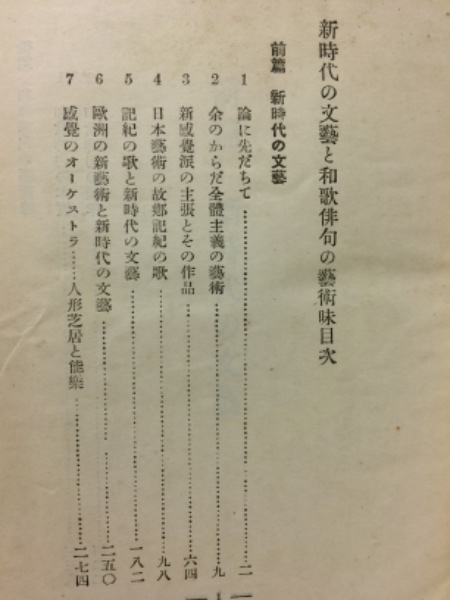 新時代の文藝と和歌俳句の藝術味目次
前篇 新時代の文藝
1 論に先だちて…………二
2 余のからだ全體主義の藝術…………九
3 新感覺派の主張とその作品…………六四
4 日本藝術の故鄕記紀の歌…………九八
5 記紀の歌と新時代の文藝…………一八二
6 歐洲の新藝術と新時代の文藝…………二五〇
7 感覺のオーケストラ……人形芝居と能樂…………二七四
— 1 —